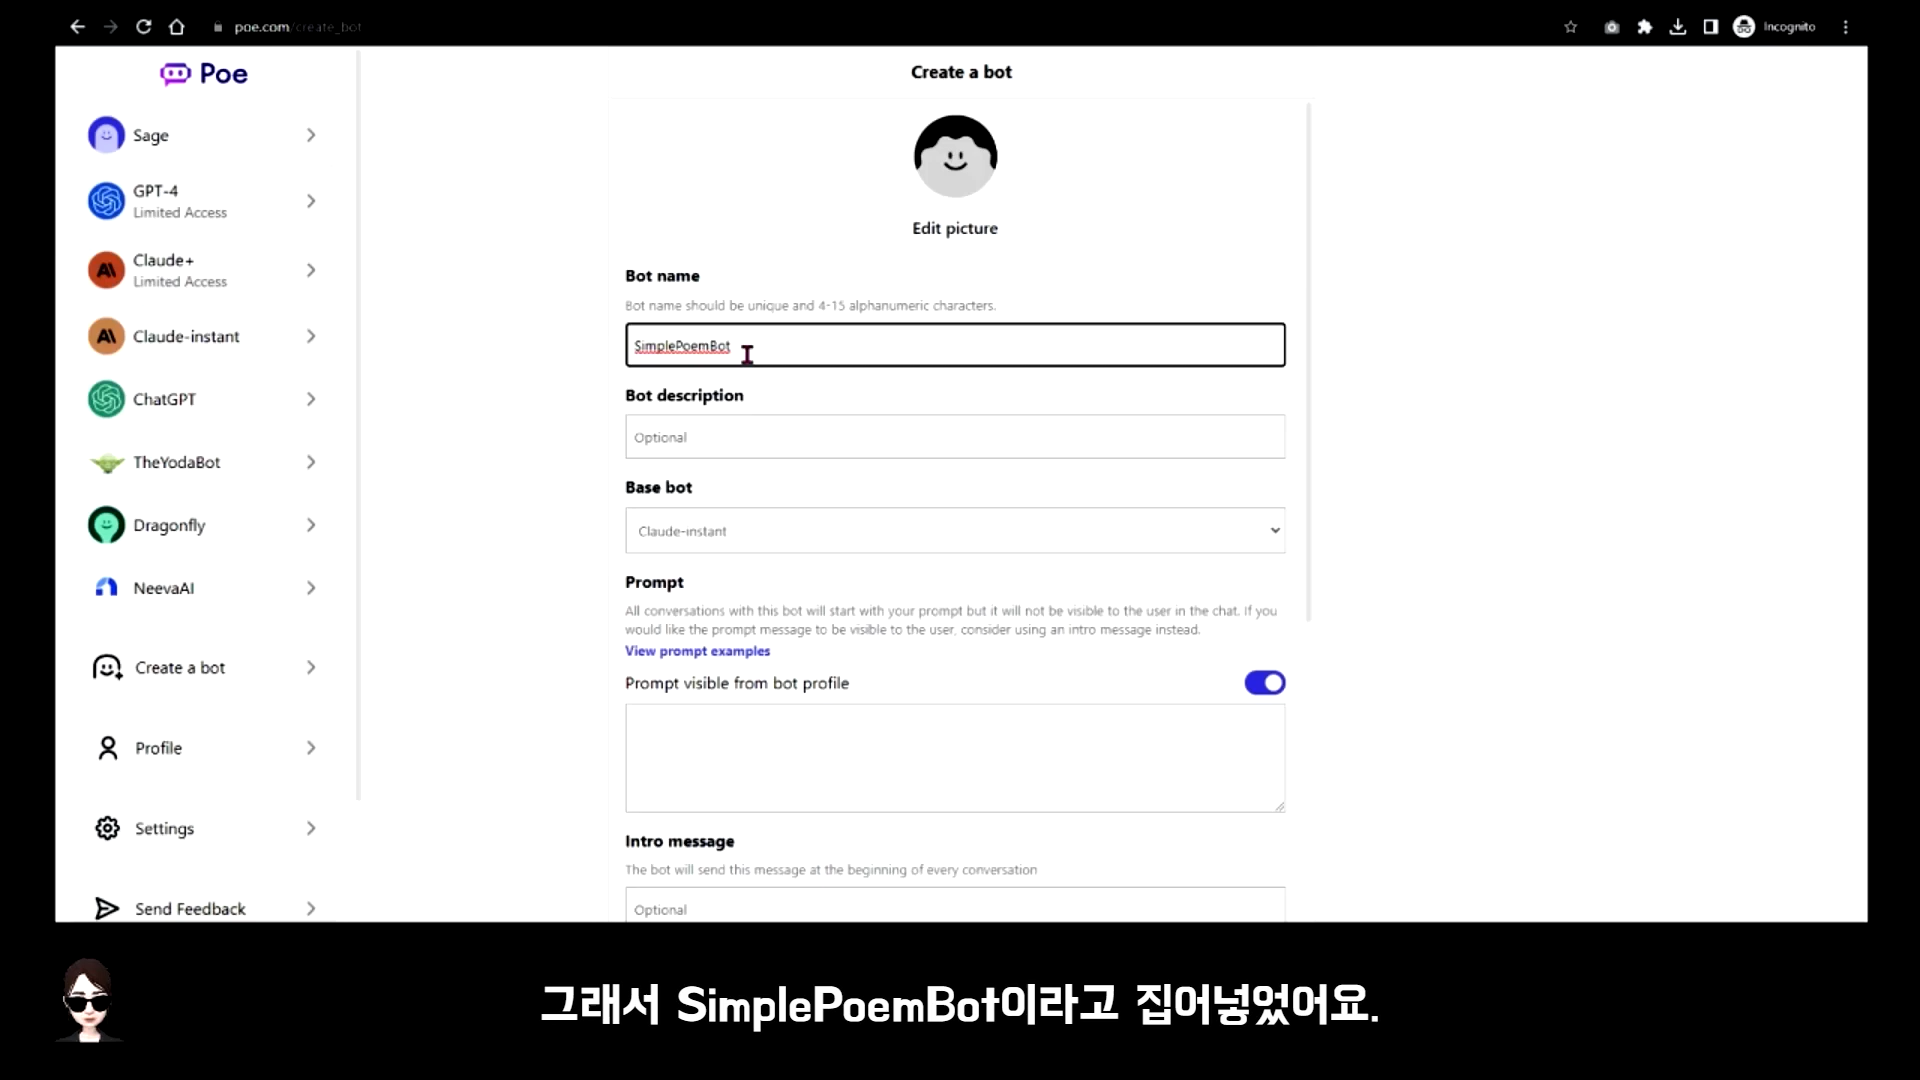 poe.com/create_bot
Incognito
Poe
Sage
GPT-4
Limited Access
Claude+
Limited Access
Claude-instant
ChatGPT
TheYodaBot
Dragonfly
NeevaAI
Create a bot
Profile
Settings
Send Feedback
Create a bot
Edit picture
Bot name
Bot name should be unique and 4-15 alphanumeric characters.
SimplePoemBot
Bot description
Optional
Base bot
Claude-instant
Prompt
All conversations with this bot will start with your prompt but it will not be visible to the user in the chat. If you
would like the prompt message to be visible to the user, consider using an intro message instead.
View prompt examples
Prompt visible from bot profile
Intro message
The bot will send this message at the beginning of every conversation
Optional
그래서 SimplePoemBot이라고 집어넣었어요.